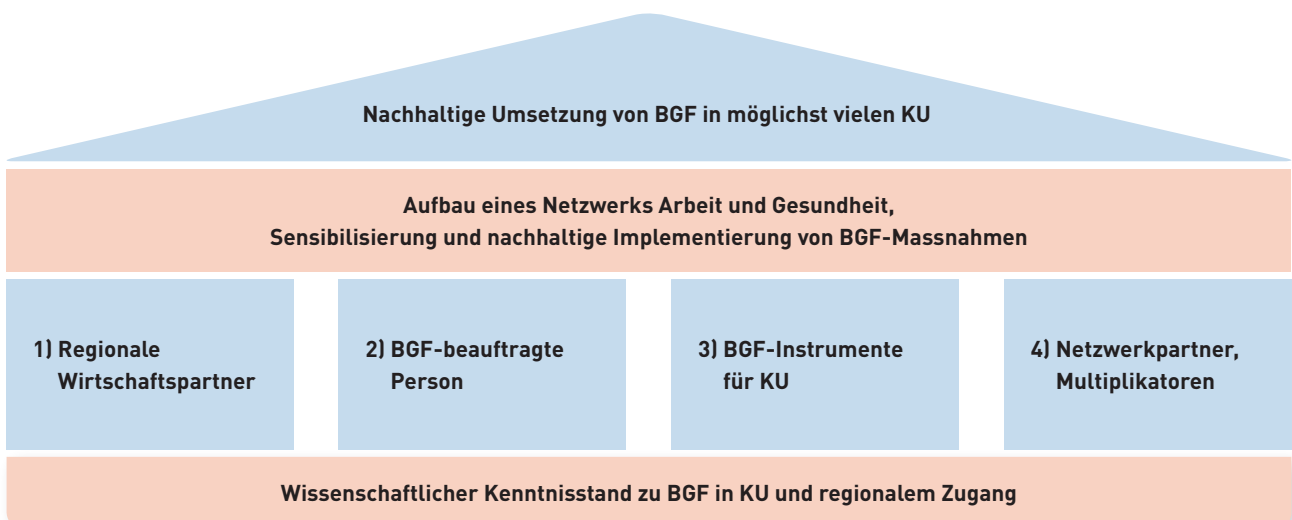 Nachhaltige Umsetzung von BGF in möglichst vielen KU
Aufbau eines Netzwerks Arbeit und Gesundheit,
Sensibilisierung und nachhaltige Implementierung von BGF-Massnahmen
1) Regionale
Wirtschaftspartner
2) BGF-beauftragte
Person
3) BGF-Instrumente
für KU
4) Netzwerkpartner,
Multiplikatoren
Wissenschaftlicher Kenntnisstand zu BGF in KU und regionalem Zugang